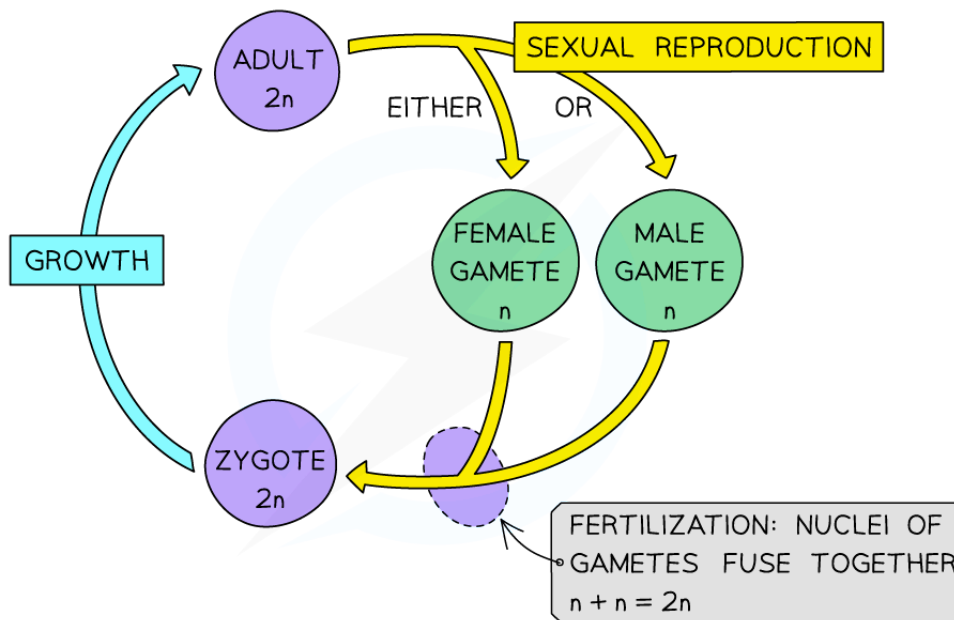 ADULT
2n
SEXUAL REPRODUCTION
EITHER
OR
FEMALE
GAMETE
n
MALE
GAMETE
n
GROWTH
ZYGOTE
2n
FERTILIZATION: NUCLEI OF
GAMETES FUSE TOGETHER
n + n = 2n